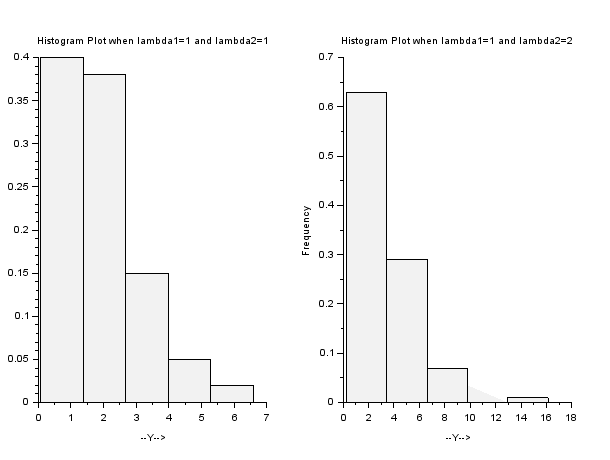 Histogram Plot when lambda1=1 and lambda2=1
0.4
0.35
0.3
0.25
0.2
0.15
0.1
0.05
0
0 1 2 3 4 5 6 7
--Y-->
Histogram Plot when lambda1=1 and lambda2=2
Frequency
0.7
0.6
0.5
0.4
0.3
0.2
0.1
0
0 2 4 6 8 10 12 14 16 18
--Y-->